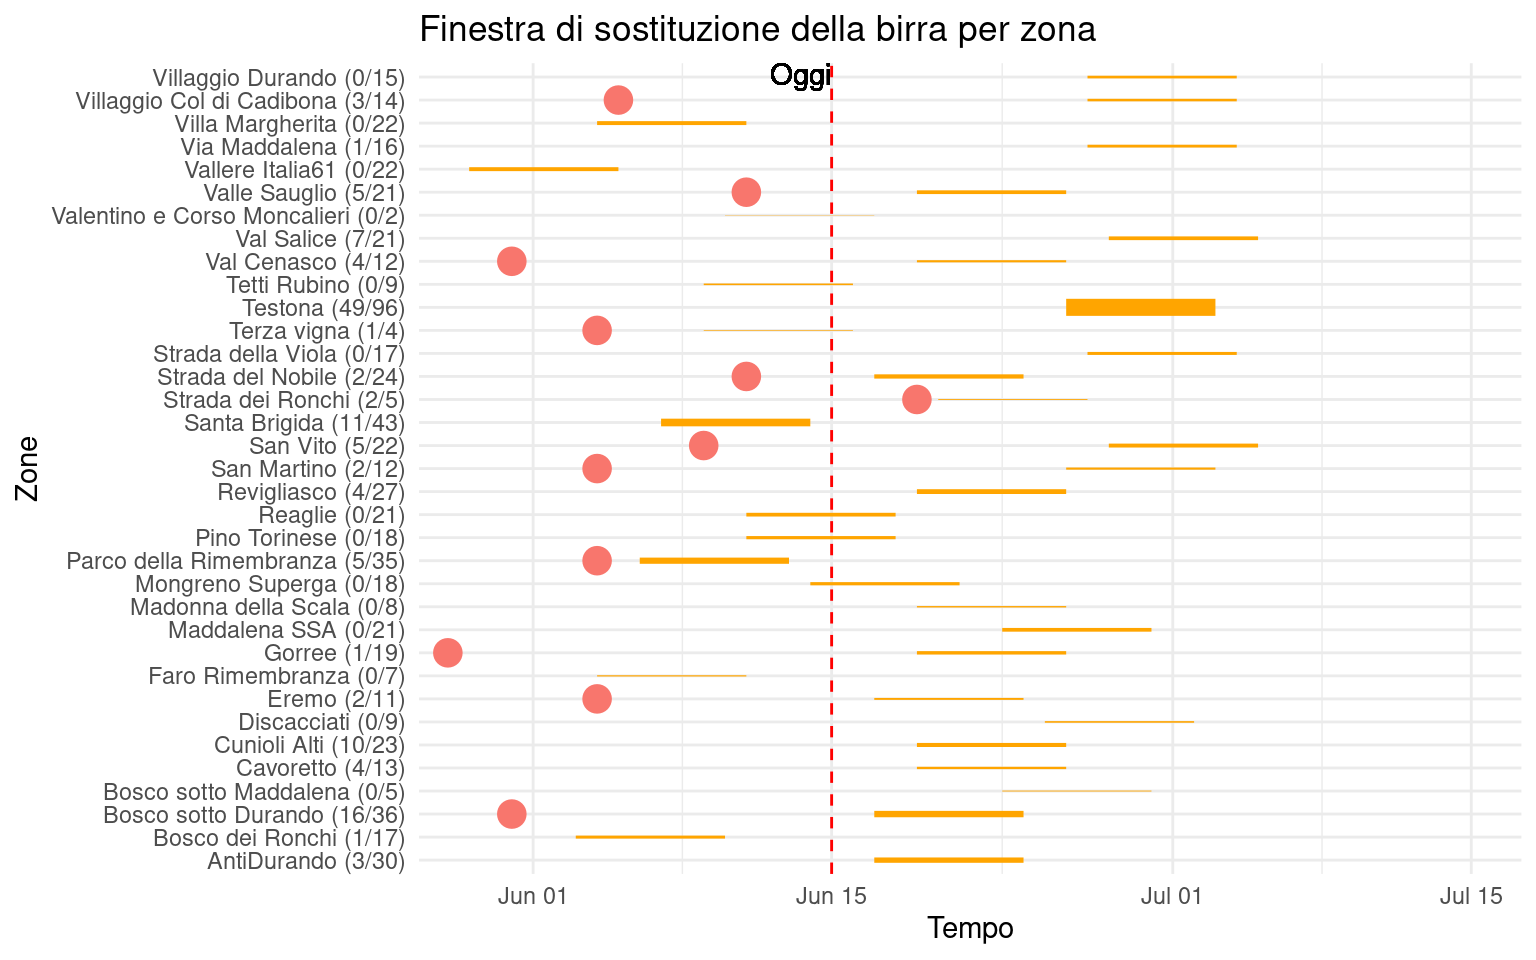 Finestra di sostituzione della birra per zona
Oggi
Villaggio Durando (0/15)
Villaggio Col di Cadibona (3/14)
Villa Margherita (0/22)
Via Maddalena (1/16)
Vallere Italia61 (0/22)
Valle Sauglio (5/21)
Valentino e Corso Moncalieri (0/2)
Val Salice (7/21)
Val Cenasco (4/12)
Tetti Rubino (0/9)
Testona (49/96)
Terza vigna (1/4)
Strada della Viola (0/17)
Strada del Nobile (2/24)
Strada dei Ronchi (2/5)
Santa Brigida (11/43)
San Vito (5/22)
San Martino (2/12)
Revigliasco (4/27)
Reaglie (0/21)
Pino Torinese (0/18)
Parco della Rimembranza (5/35)
Mongreno Superga (0/18)
Madonna della Scala (0/8)
Maddalena SSA (0/21)
Gorree (1/19)
Faro Rimembranza (0/7)
Eremo (2/11)
Discacciati (0/9)
Cunioli Alti (10/23)
Cavoretto (4/13)
Bosco sotto Maddalena (0/5)
Bosco sotto Durando (16/36)
Bosco dei Ronchi (1/17)
AntiDurando (3/30)
Zone
Jun 01
Jun 15
Jul 01
Jul 15
Tempo